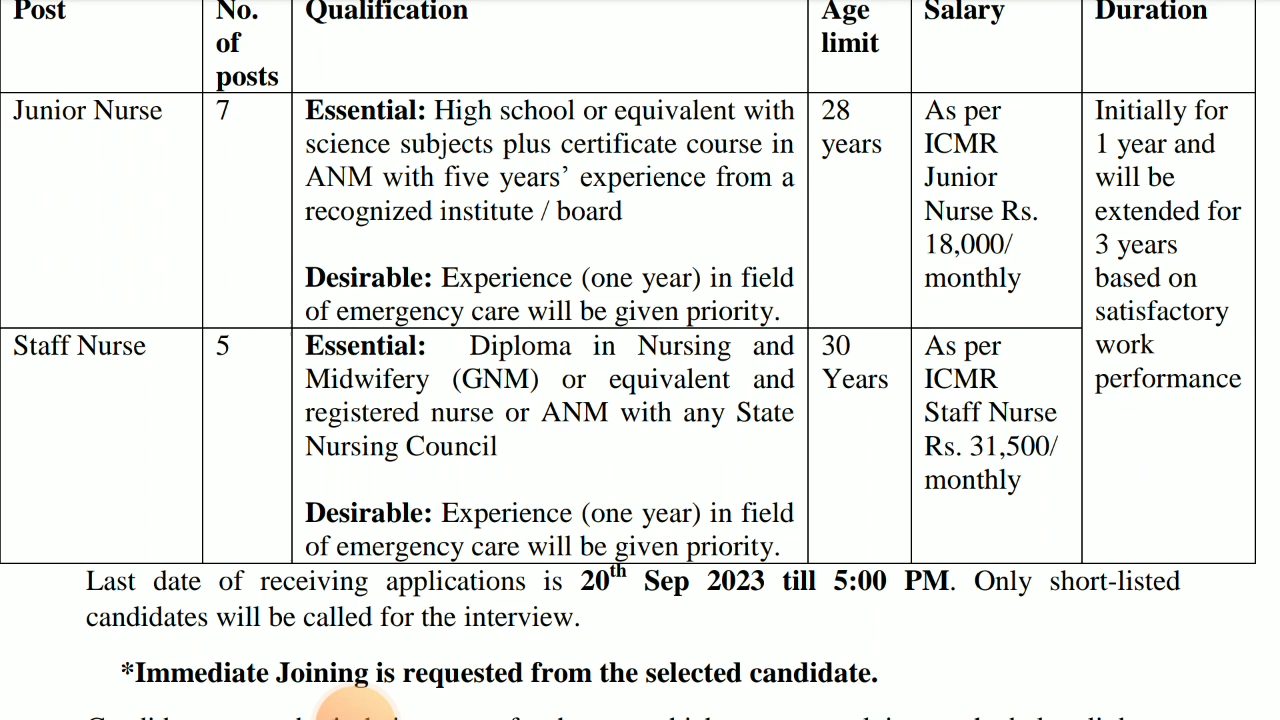 Post
No.
of
posts
Qualification
Age
limit
Salary
Duration
Junior Nurse
7
Essential: High school or equivalent with
science subjects plus certificate course in
ANM with five years’ experience from a
recognized institute / board
Desirable: Experience (one year) in field
of emergency care will be given priority.
28
years
As per
ICMR
Junior
Nurse Rs.
18,000/
monthly
Initially for
1 year and
will be
extended for
3 years
based on
satisfactory
work
performance
Staff Nurse
5
Essential: Diploma in Nursing and
Midwifery (GNM) or equivalent and
registered nurse or ANM with any State
Nursing Council
Desirable: Experience (one year) in field
of emergency care will be given priority.
30
Years
As per
ICMR
Staff Nurse
Rs. 31,500/
monthly
Last date of receiving applications is 20th Sep 2023 till 5:00 PM. Only short-listed
candidates will be called for the interview.
*Immediate Joining is requested from the selected candidate.